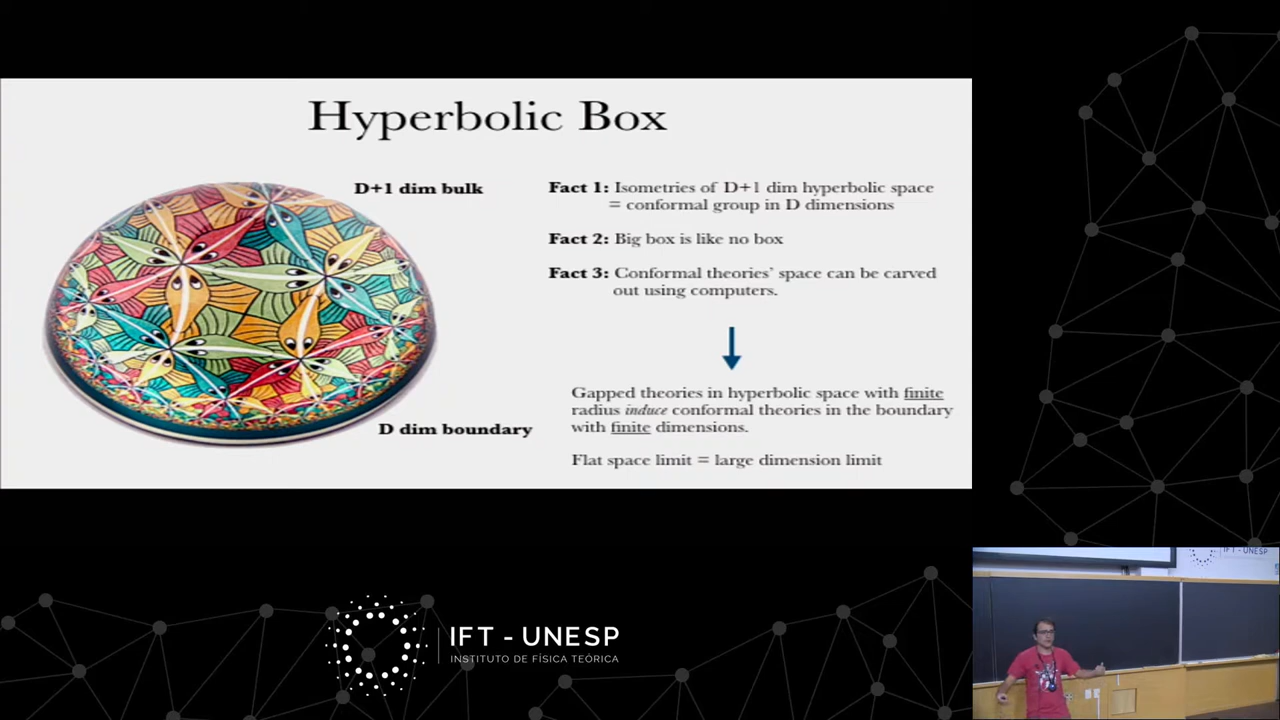 Hyperbolic Box
D+1 dim bulk
D dim boundary
Fact 1: Isometries of D+1 dim hyperbolic space
= conformal group in D dimensions
Fact 2: Big box is like no box
Fact 3: Conformal theories' space can be carved
out using computers.
Gapped theories in hyperbolic space with finite
radius induce conformal theories in the boundary
with finite dimensions.
Flat space limit = large dimension limit
IFT - UNESP
INSTITUTO DE FÍSICA TEÓRICA
IFT - UNESP